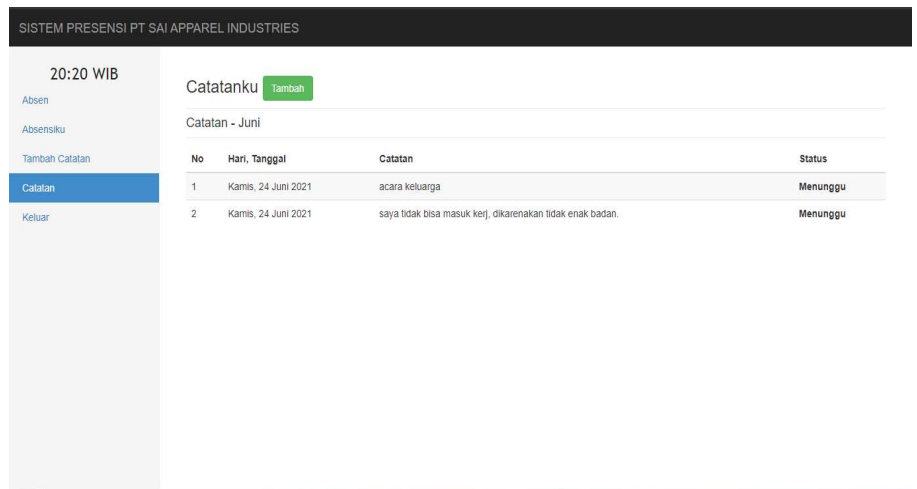 SISTEM PRESENSI PT SAI APPAREL INDUSTRIES
20:20 WIB
Absen
Absensiku
Tambah Catatan
Catatan
Keluar
Catatanku Tambah
Catatan - Juni
No Hari, Tanggal Catatan Status
1 Kamis, 24 Juni 2021 acara keluarga Menunggu
2 Kamis, 24 Juni 2021 saya tidak bisa masuk kerj, dikarenakan tidak enak badan. Menunggu